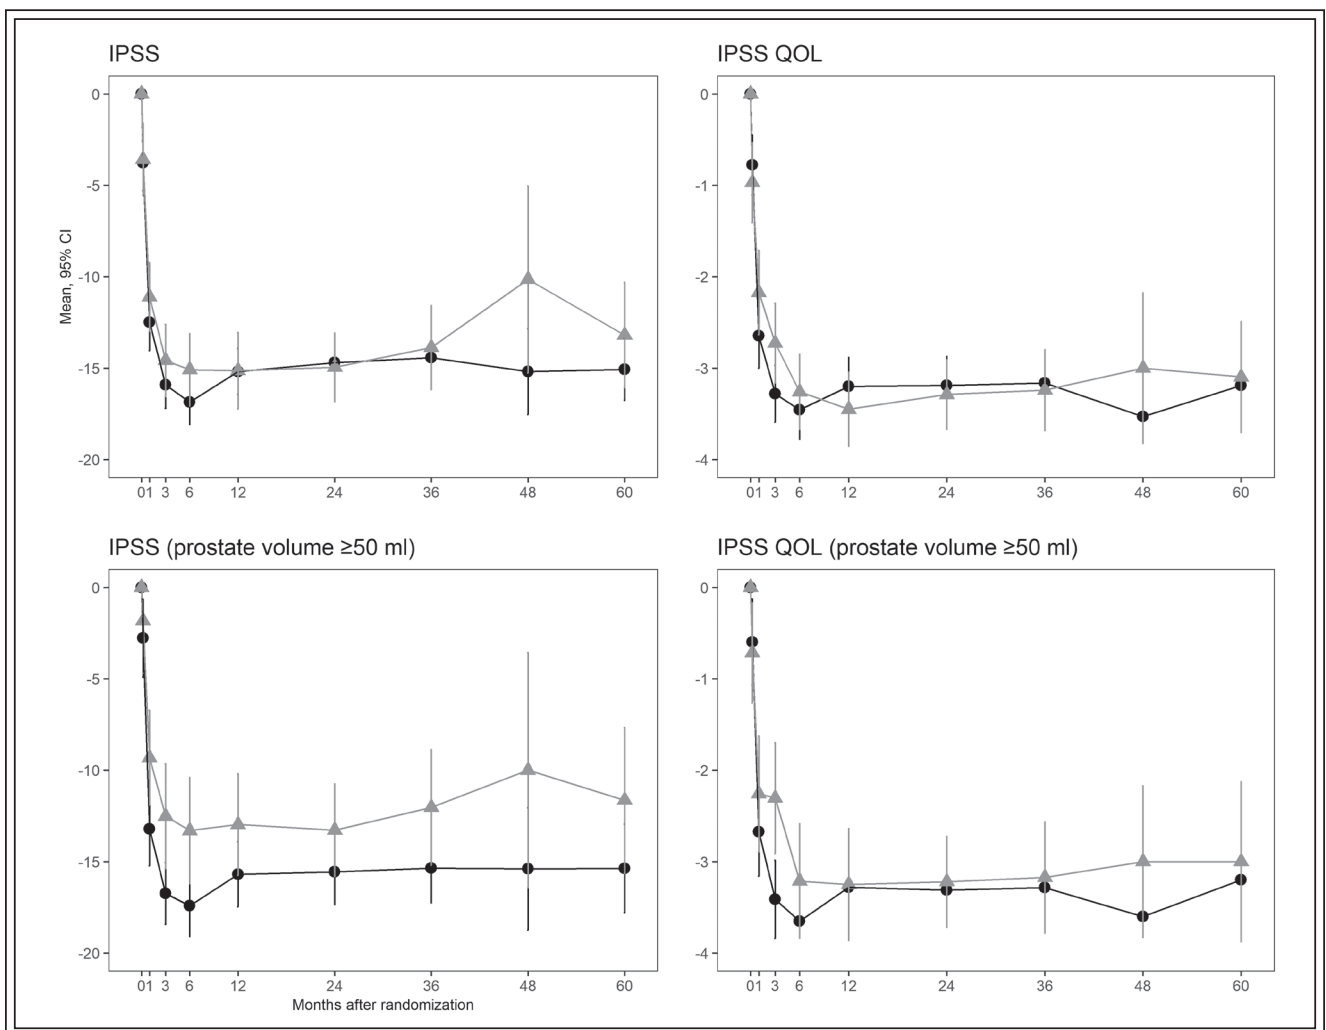 IPSS
0
-5
-10
-15
-20
Mean, 95% CI
0 1 3 6 12 24 36 48 60
IPSS QOL
0
-1
-2
-3
-4
0 1 3 6 12 24 36 48 60
IPSS (prostate volume ≥50 ml)
0
-5
-10
-15
-20
0 1 3 6 12 24 36 48 60
Months after randomization
IPSS QOL (prostate volume ≥50 ml)
0
-1
-2
-3
-4
0 1 3 6 12 24 36 48 60